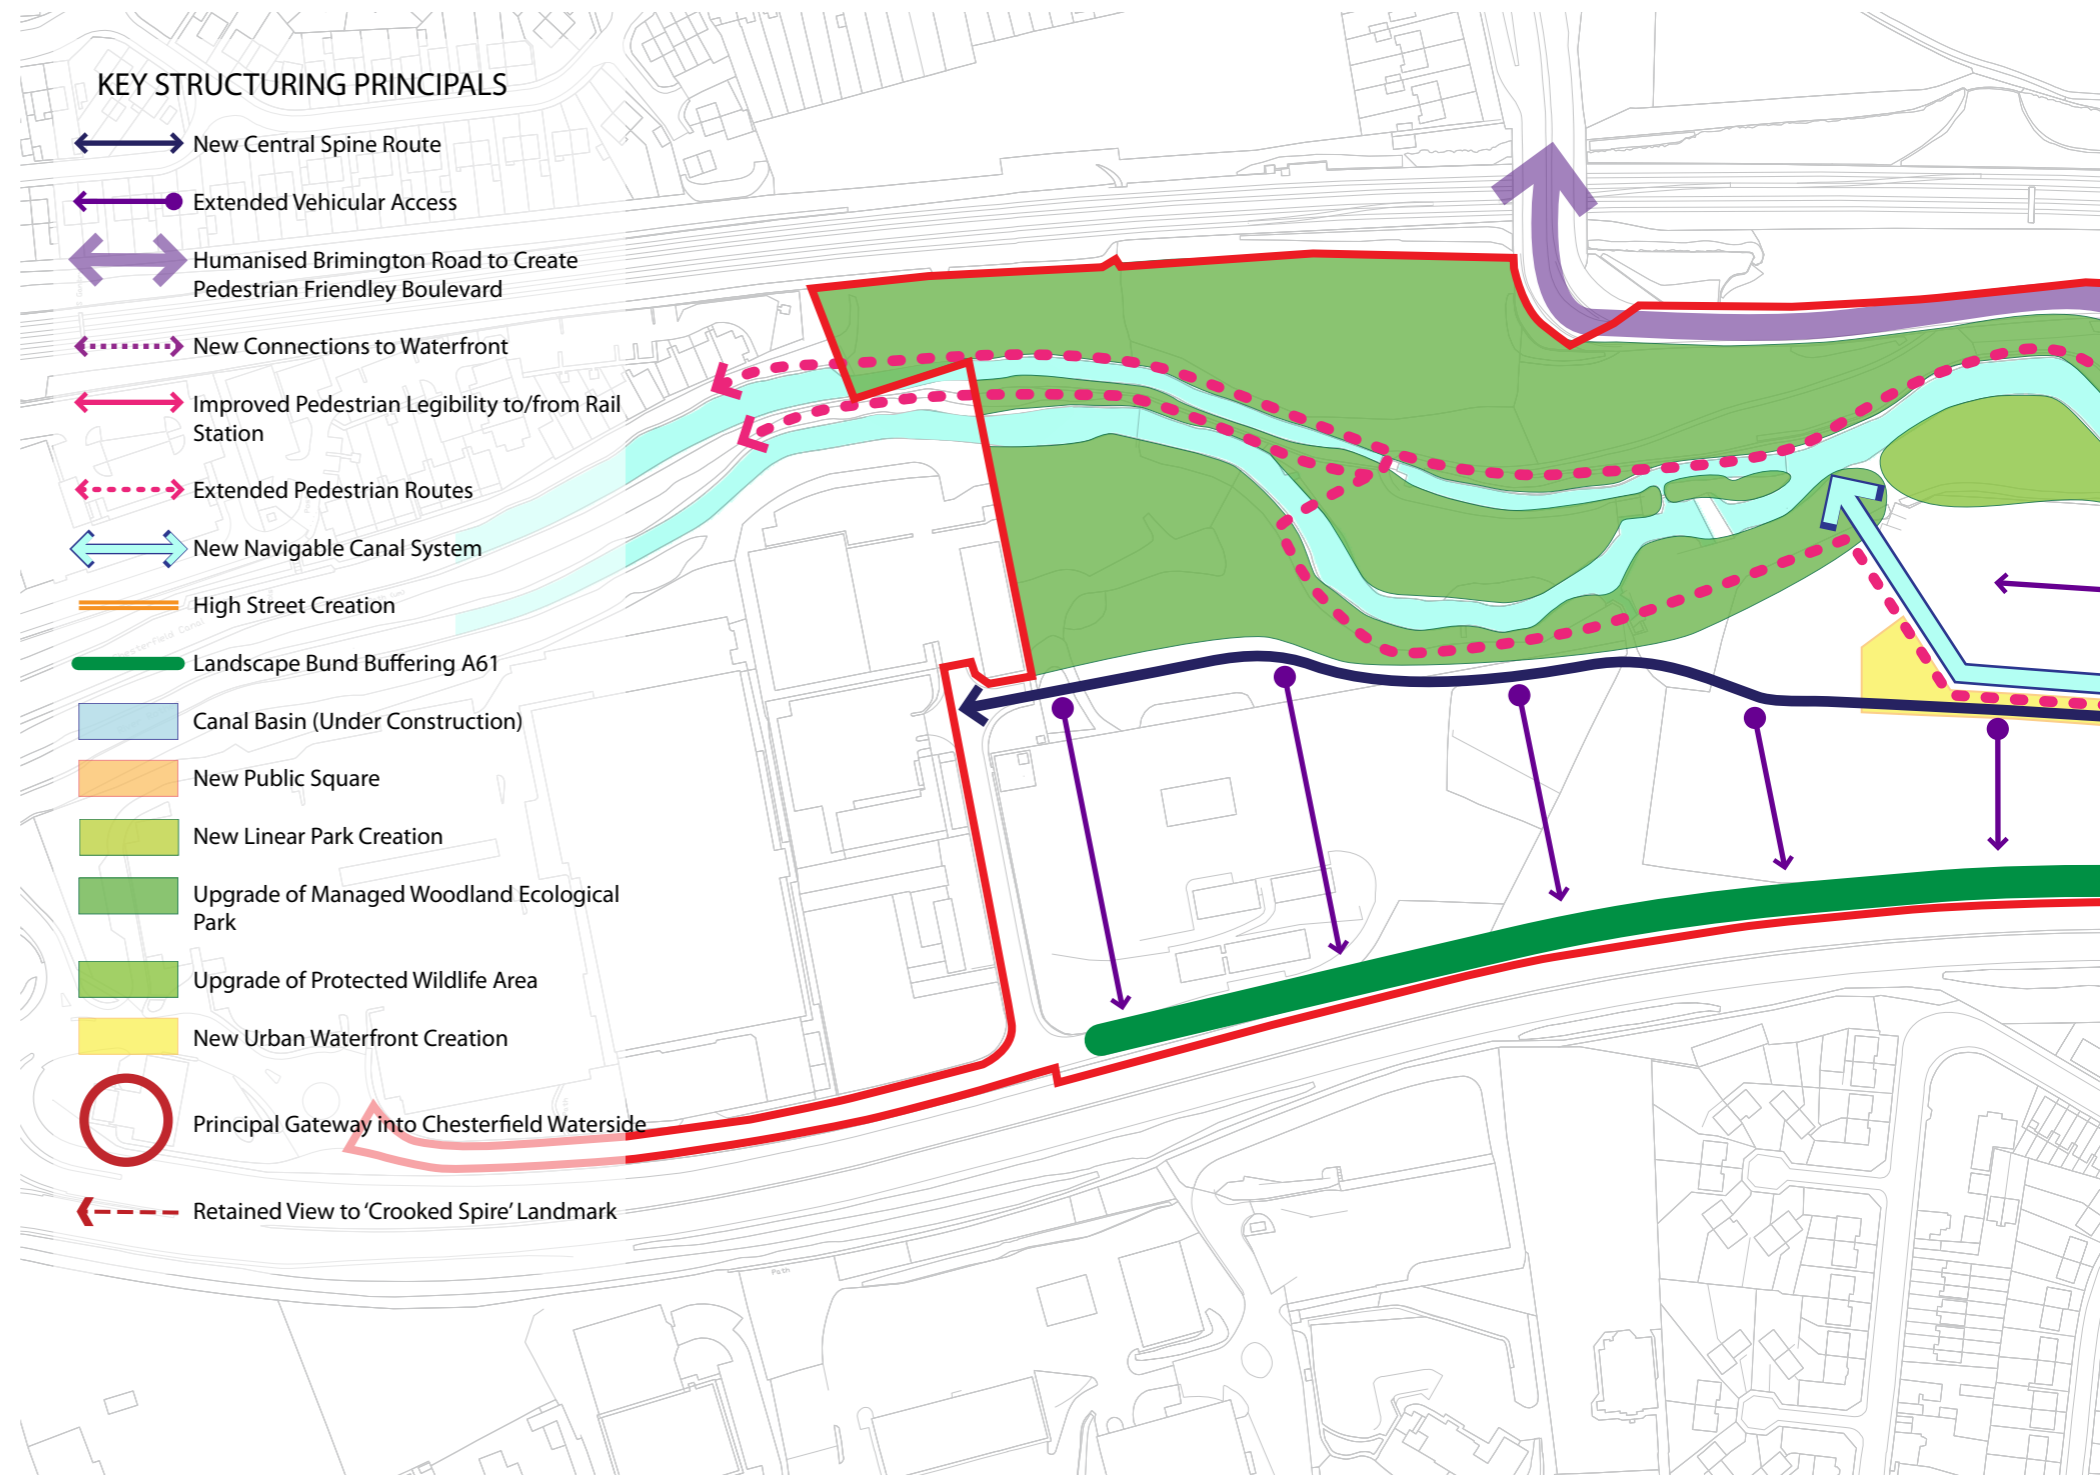 KEY STRUCTURING PRINCIPALS
New Central Spine Route
Extended Vehicular Access
Humanised Brimington Road to Create
Pedestrian Friendley Boulevard
New Connections to Waterfront
Improved Pedestrian Legibility to/from Rail
Station
Extended Pedestrian Routes
New Navigable Canal System
High Street Creation
Chesterfield Canal
Landscape Bund Buffering A61
Canal Basin (Under Construction)
New Public Square
New Linear Park Creation
Upgrade of Managed Woodland Ecological
Park
Upgrade of Protected Wildlife Area
New Urban Waterfront Creation
Principal Gateway into Chesterfield Waterside
Retained View to ‘Crooked Spire’ Landmark
Path